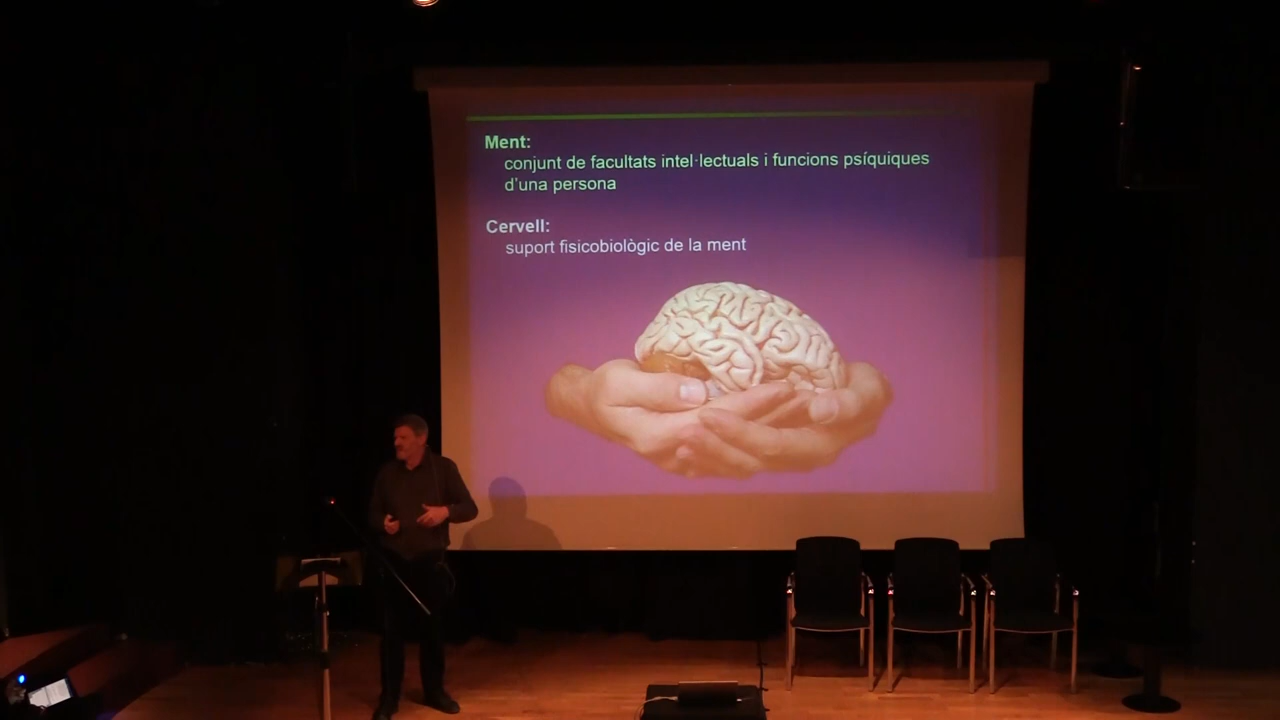 Ment:
conjunt de facultats intel·lectuals i funcions psíquiques
d'una persona
Cervell:
suport fisicobiològic de la ment